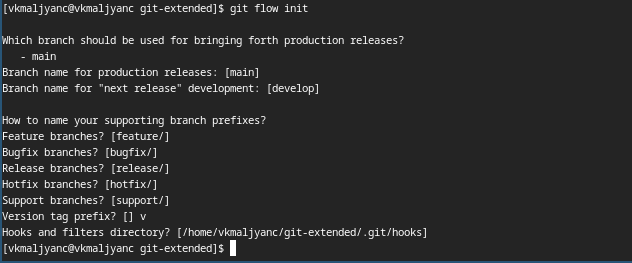 [vkmaljyanc@vkmaljyanc git-extended]$ git flow init
Which branch should be used for bringing forth production releases?
- main
Branch name for production releases: [main]
Branch name for "next release" development: [develop]
How to name your supporting branch prefixes?
Feature branches? [feature/]
Bugfix branches? [bugfix/]
Release branches? [release/]
Hotfix branches? [hotfix/]
Support branches? [support/]
Version tag prefix? [] v
Hooks and filters directory? [/home/vkmaljyanc/git-extended/.git/hooks]
[vkmaljyanc@vkmaljyanc git-extended]$